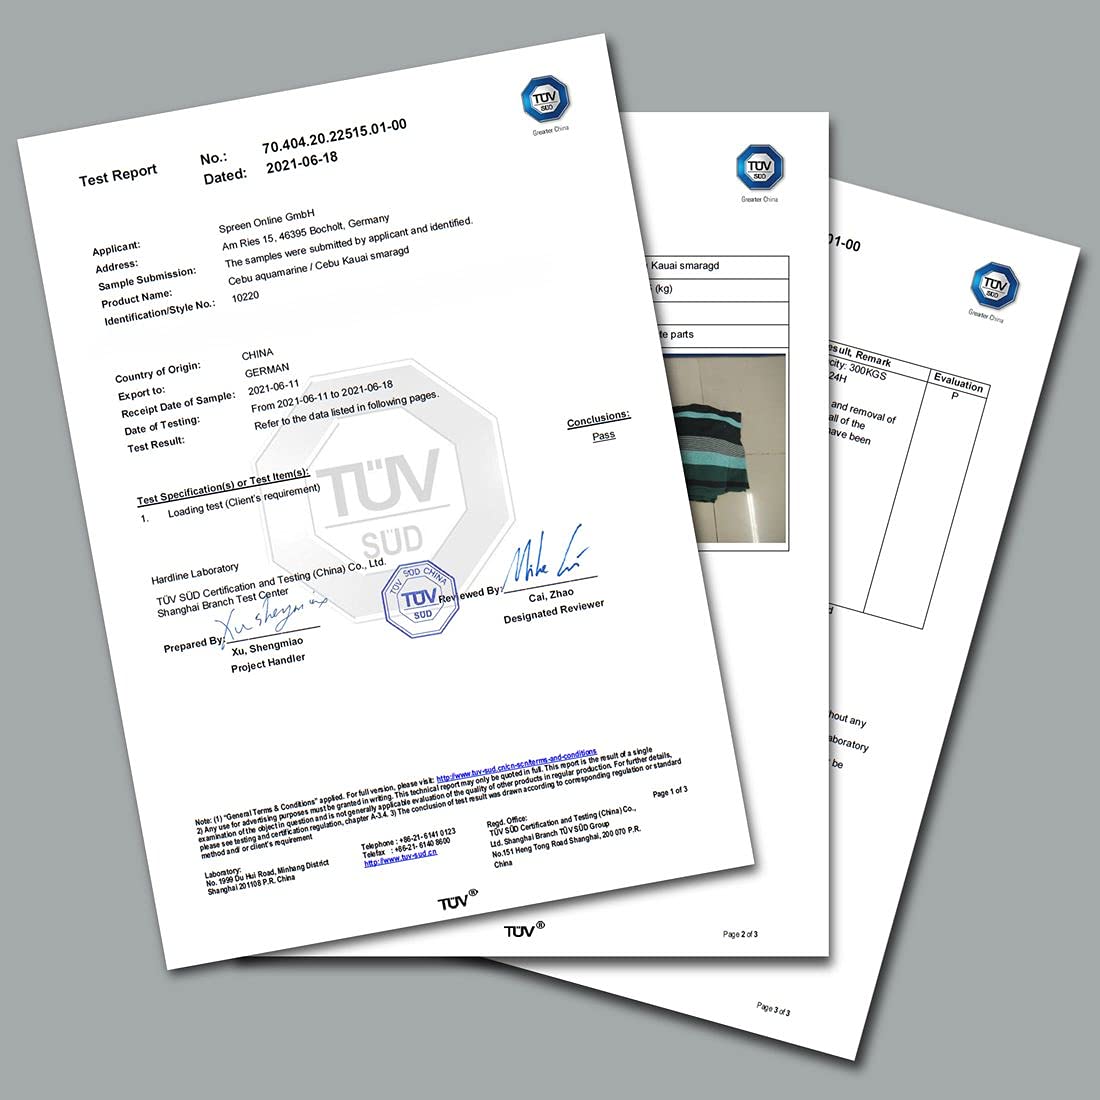 TÜV
SÜD
Greater China
Test Report
No.: 70.404.20.22515.01-00
Dated: 2021-06-18
Applicant: Spreen Online GmbH
Address: Am Ries 15, 46395 Bocholt, Germany
Sample Submission: The samples were submitted by applicant and identified.
Product Name: Cebu aquamarine / Cebu Kauai smaragd
Identification/Style No.: 10220
Country of Origin: CHINA
Export to: GERMAN
Receipt Date of Sample: 2021-06-11
Date of Testing: From 2021-06-11 to 2021-06-18
Test Result: Refer to the data listed in following pages.
Conclusions:
Pass
Test Specification(s) or Test Item(s):
1. Loading test (Client's requirement)
TÜV
SÜD
Hardline Laboratory
TÜV SÜD Certification and Testing (China) Co., Ltd.
Shanghai Branch Test Center
TÜV SÜD CHINA
TÜV
SÜD
Prepared By:
Xu, Shengmiao
Project Handler
Reviewed By:
Cai, Zhao
Designated Reviewer
Note: (1) "General Terms & Conditions" applied. For full version, please visit: http://www.tuv-sud.cn/cn-scn/terms-and-conditions
2) Any use for advertising purposes must be granted in writing. This technical report may only be quoted in full. This report is the result of a single
examination of the object in question and is not generally applicable evaluation of the quality of other products in regular production. For further details,
please see testing and certification regulation, chapter A-3.4. 3) The conclusion of test result was drawn according to corresponding regulation or standard
method and/ or client's requirement
Page 1 of 3
Laboratory:
No. 1999 Du Hui Road, Minhang District
Shanghai 201108 P.R. China
Telephone : +86-21- 6141 0123
Telefax : +86-21- 6140 8600
http://www.tuv-sud.cn
Regd. Office:
TÜV SÜD Certification and Testing (China) Co.,
Ltd. Shanghai Branch TÜV SÜD Group
No.151 Heng Tong Road Shanghai, 200 070 P.R.
China
TÜV®
TÜV
SÜD
Greater China
Kauai smaragd
(kg)
te parts
TÜV®
Page 2 of 3
01-00
TÜV
SÜD
Greater China
esult, Remark
Evaluation
city: 300KGS
P
24H
and removal of
all of the
have been
d
hout any
aboratory
be
Page 3 of 3